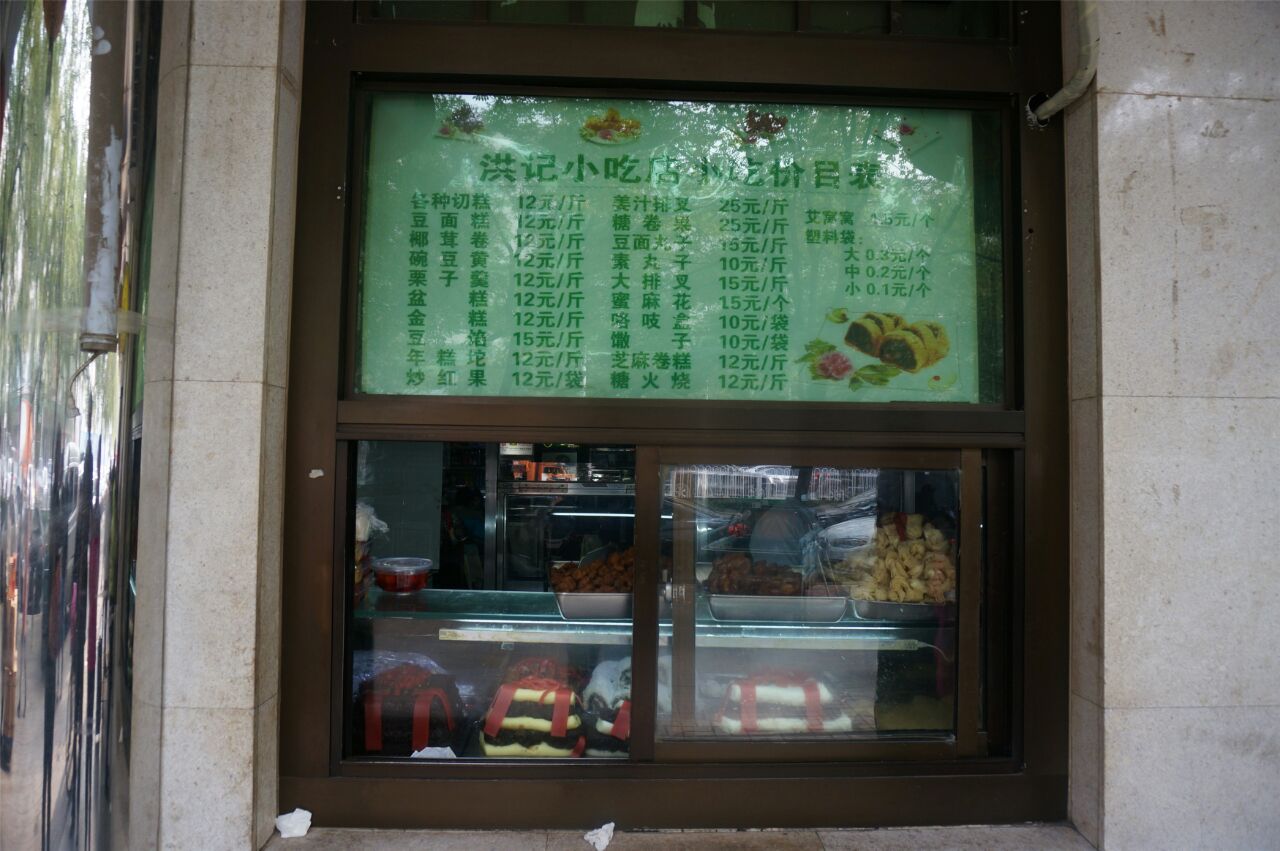 洪记小吃店小吃价目表
各种切糕 12元/斤
豆面糕 12元/斤
椰茸卷 12元/斤
碗豆黄 12元/斤
栗子羹 12元/斤
盆糕 12元/斤
金糕 12元/斤
豆馅 15元/斤
年糕坨 12元/斤
炒红果 12元/袋
姜汁排叉 25元/斤
糖卷果 25元/斤
豆面丸子 15元/斤
素丸子 10元/斤
大排叉 15元/斤
蜜麻花 1.5元/个
咯吱盒 10元/袋
馓子 10元/袋
芝麻卷糕 12元/斤
糖火烧 12元/斤
艾窝窝 1.5元/个
塑料袋：
大 0.3元/个
中 0.2元/个
小 0.1元/个